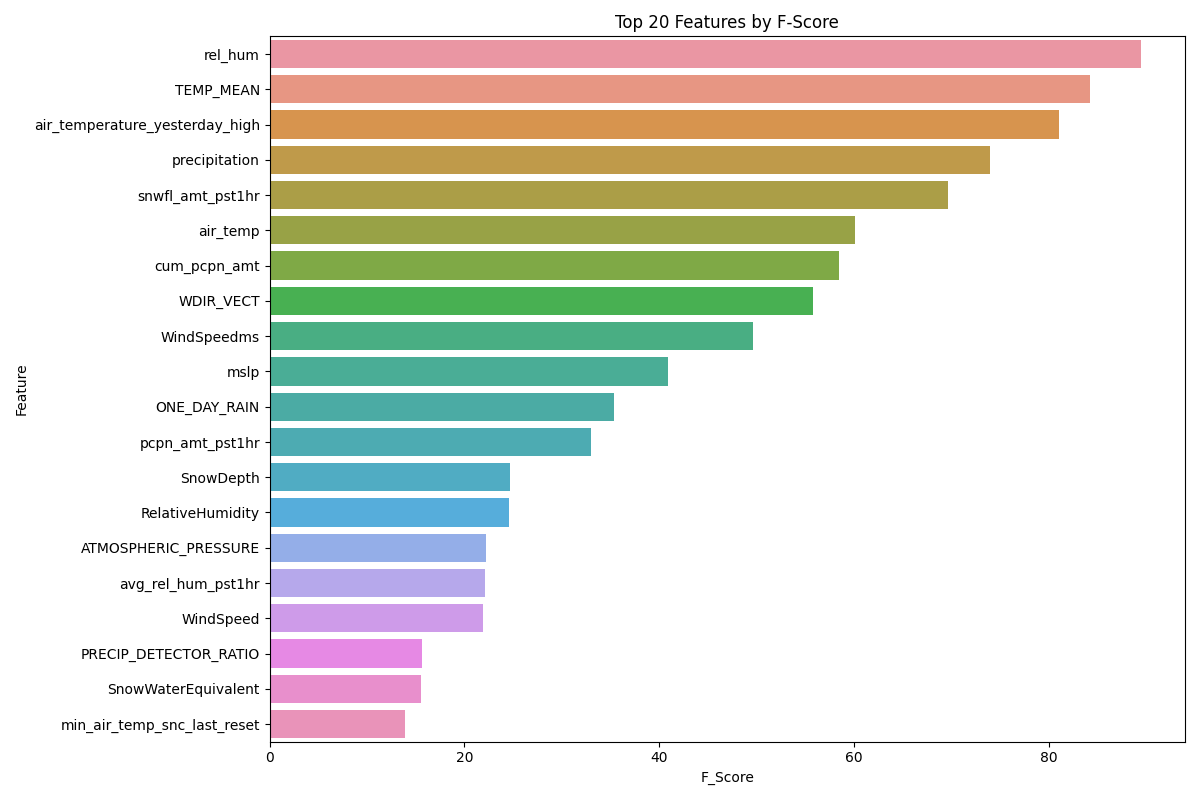 Top 20 Features by F-Score
rel_hum
TEMP_MEAN
air_temperature_yesterday_high
precipitation
snwfl_amt_pst1hr
air_temp
cum_pcpn_amt
WDIR_VECT
WindSpeedms
mslp
ONE_DAY_RAIN
pcpn_amt_pst1hr
SnowDepth
RelativeHumidity
ATMOSPHERIC_PRESSURE
avg_rel_hum_pst1hr
WindSpeed
PRECIP_DETECTOR_RATIO
SnowWaterEquivalent
min_air_temp_snc_last_reset
Feature
0 20 40 60 80
F_Score